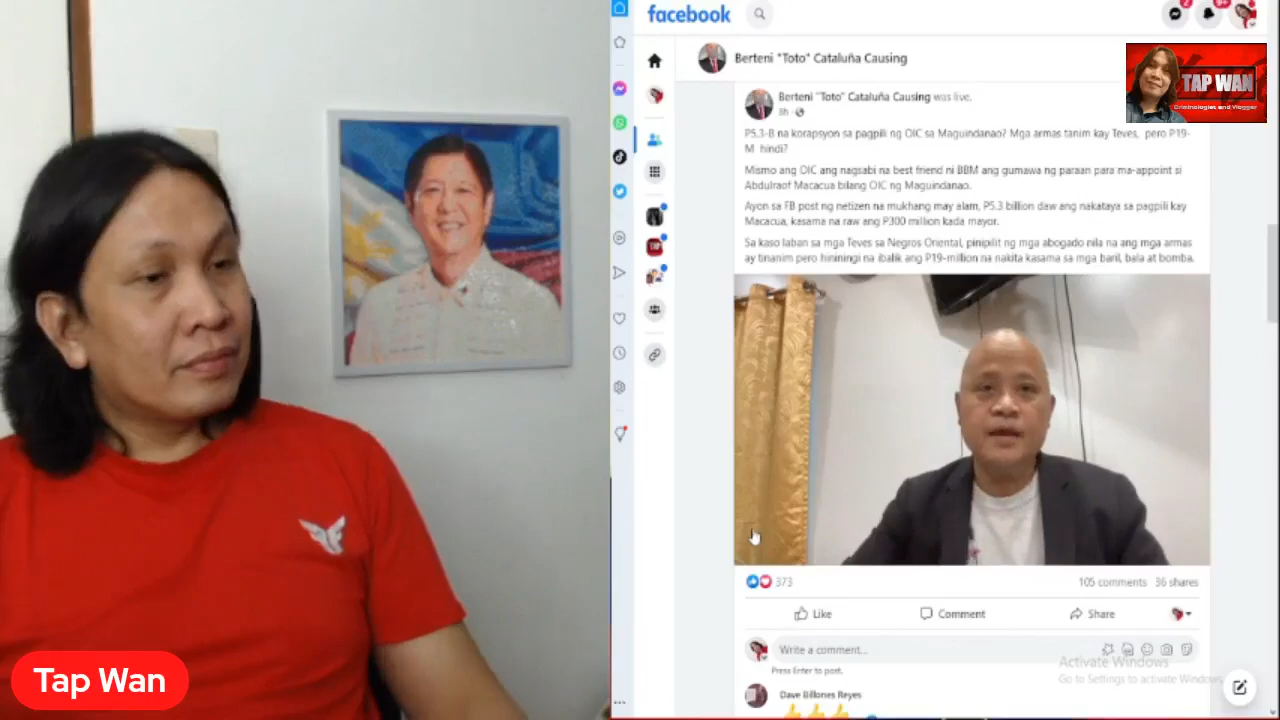 facebook
Berteni "Toto" Cataluña Causing
TAP WAN
Criminologist and Vlogger
Berteni "Toto" Cataluña Causing was live.
8h
P5.3-B na korapsyon sa pagpili ng OIC sa Maguindanao? Mga armas tanim kay Teves, pero P19-
M hindi?
Mismo ang OIC ang nagsabi na best friend ni BBM ang gumawa ng paraan para ma-appoint si
Abdulraof Macacua bilang OIC ng Maguindanao.
Ayon sa FB post ng netizen na mukhang may alam, P5.3 billion daw ang nakataya sa pagpili kay
Macacua, kasama na raw ang P300 million kada mayor.
Sa kaso laban sa mga Teves sa Negros Oriental, pinipilit ng mga abogado nila na ang mga armas
ay tinanim pero hininingi na ibalik ang P19-million na nakita kasama sa mga baril, bala at bomba.
373
105 comments 36 shares
Like
Comment
Share
Write a comment...
Press Enter to post.
Activate Windows
Go to Settings to activate Windows.
Dave Billones Reyes
Tap Wan